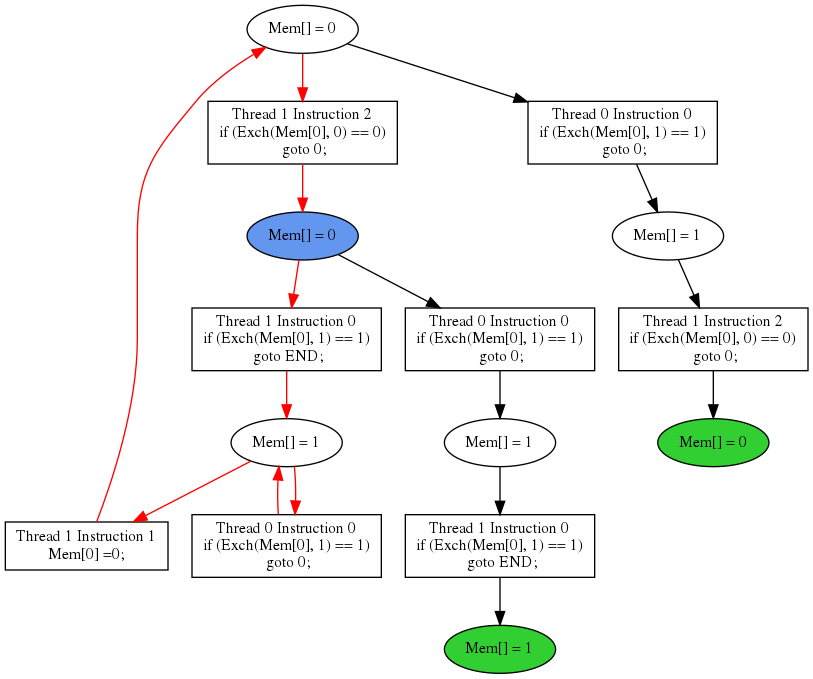 Mem[] = 0
Thread 1 Instruction 2
if (Exch(Mem[0], 0) == 0)
goto 0;
Thread 0 Instruction 0
if (Exch(Mem[0], 1) == 1)
goto 0;
Mem[] = 0
Mem[] = 1
Thread 1 Instruction 0
if (Exch(Mem[0], 1) == 1)
goto END;
Thread 0 Instruction 0
if (Exch(Mem[0], 1) == 1)
goto 0;
Thread 1 Instruction 2
if (Exch(Mem[0], 0) == 0)
goto 0;
Mem[] = 1
Mem[] = 1
Mem[] = 0
Thread 1 Instruction 1
Mem[0] =0;
Thread 0 Instruction 0
if (Exch(Mem[0], 1) == 1)
goto 0;
Thread 1 Instruction 0
if (Exch(Mem[0], 1) == 1)
goto END;
Mem[] = 1